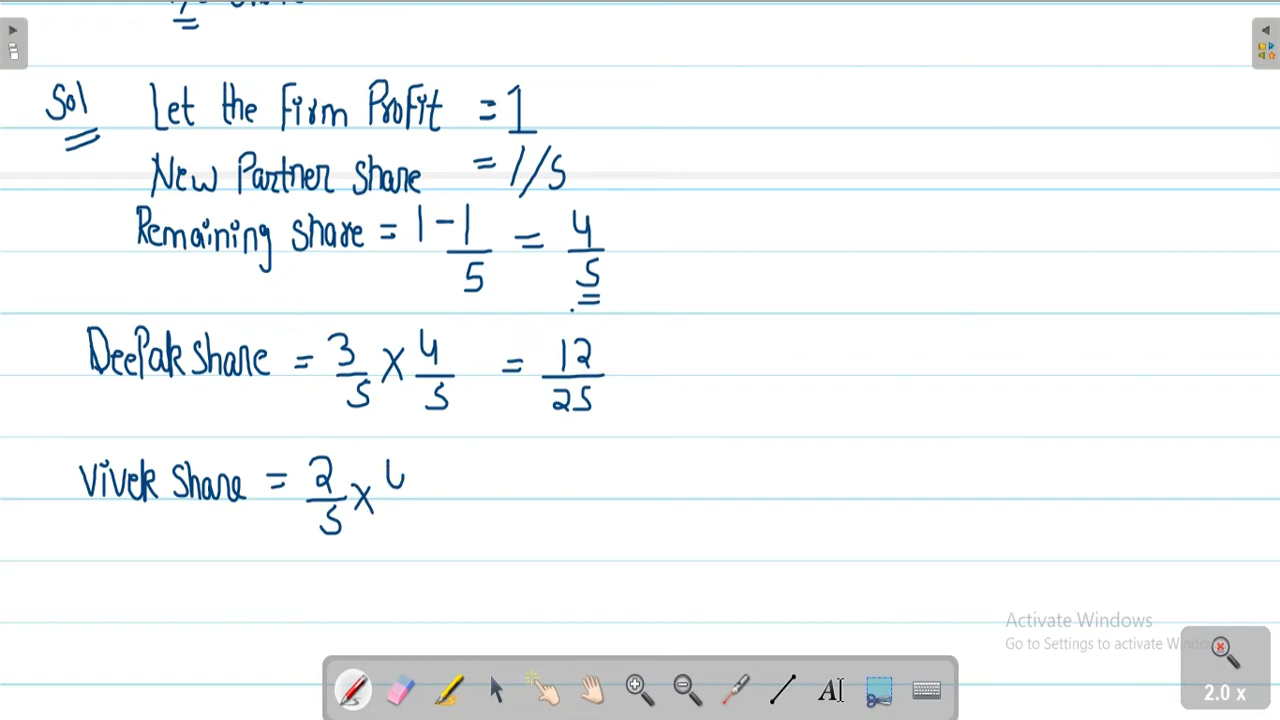 Sol Let the Firm Profit = 1
New Partner share = 1/5
Remaining share = 1 - 1/5 = 4/5
Deepak share = 3/5 x 4/5 = 12/25
Vivek Share = 2/5 x
Activate Windows
Go to Settings to activate
AI
2.0 x